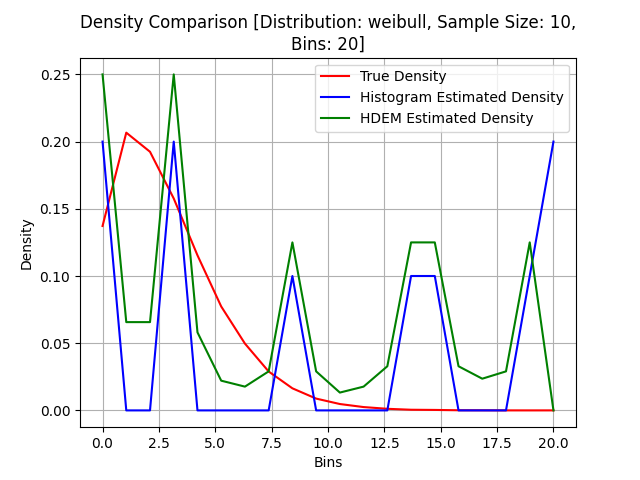 Density Comparison [Distribution: weibull, Sample Size: 10,
Bins: 20]
True Density
Histogram Estimated Density
HDEM Estimated Density
Density
0.25
0.20
0.15
0.10
0.05
0.00
0.0 2.5 5.0 7.5 10.0 12.5 15.0 17.5 20.0
Bins